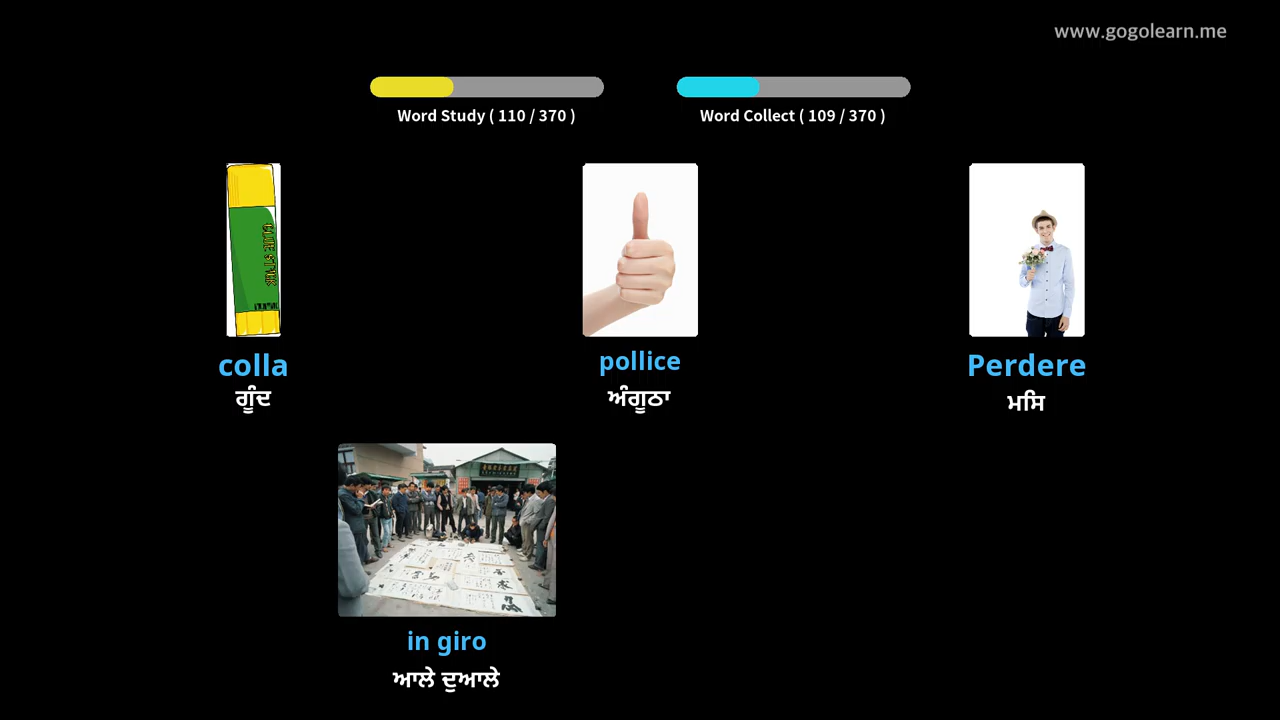 www.gogolearn.me
Word Study ( 110 / 370 )
Word Collect ( 109 / 370 )
colla
ਗੂੰਦ
pollice
ਅੰਗੂਠਾ
Perdere
ਮਸਿ
in giro
ਆਲੇ ਦੁਆਲੇ